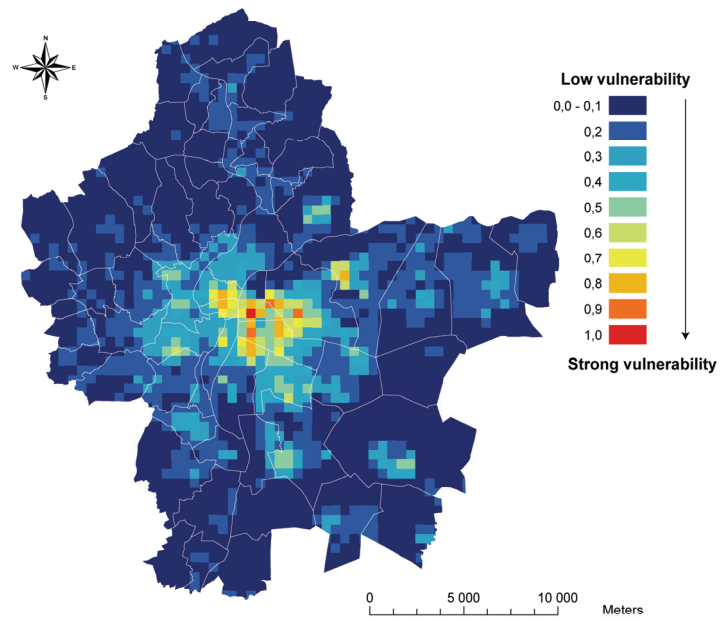 N
W E
S
Low vulnerability
0,0 - 0,1
0,2
0,3
0,4
0,5
0,6
0,7
0,8
0,9
1,0
Strong vulnerability
0 5 000 10 000
Meters